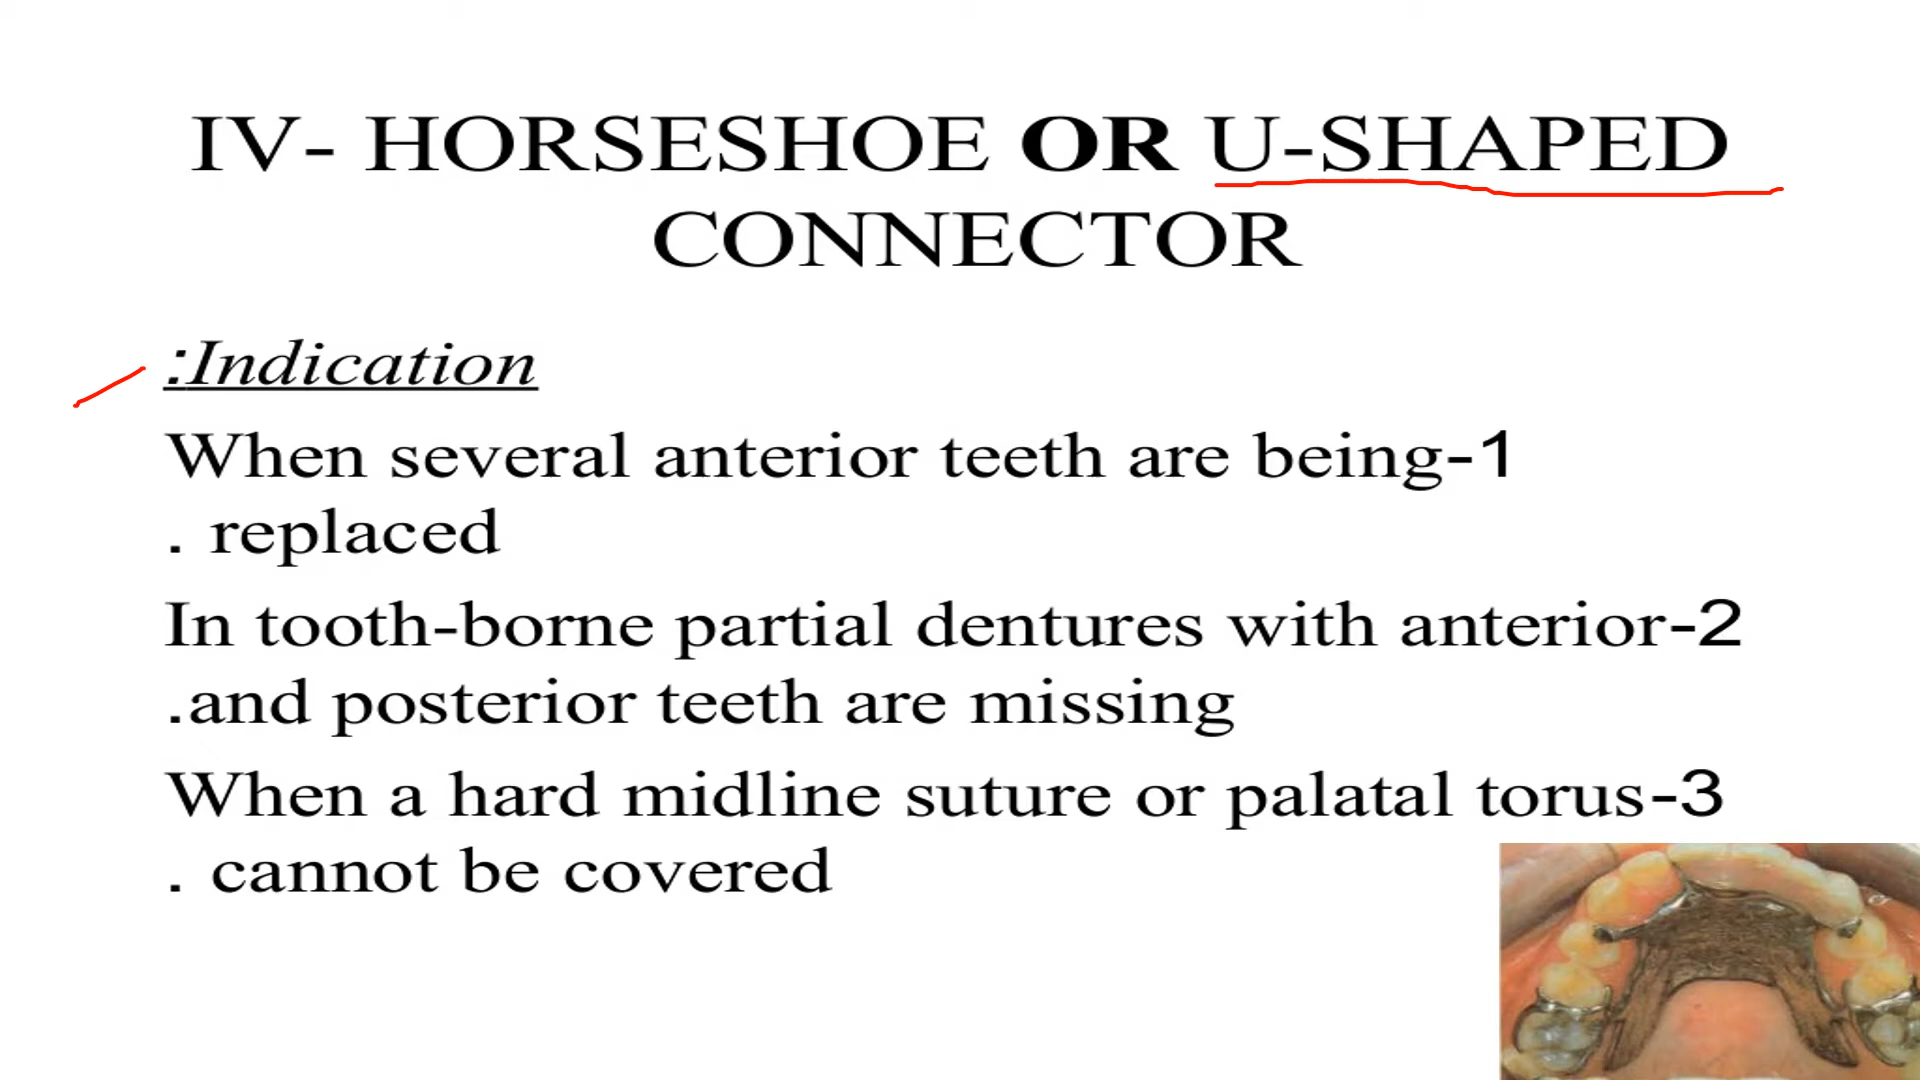 IV- HORSESHOE OR U-SHAPED
CONNECTOR
:Indication
When several anterior teeth are being-1
. replaced
In tooth-borne partial dentures with anterior-2
.and posterior teeth are missing
When a hard midline suture or palatal torus-3
. cannot be covered